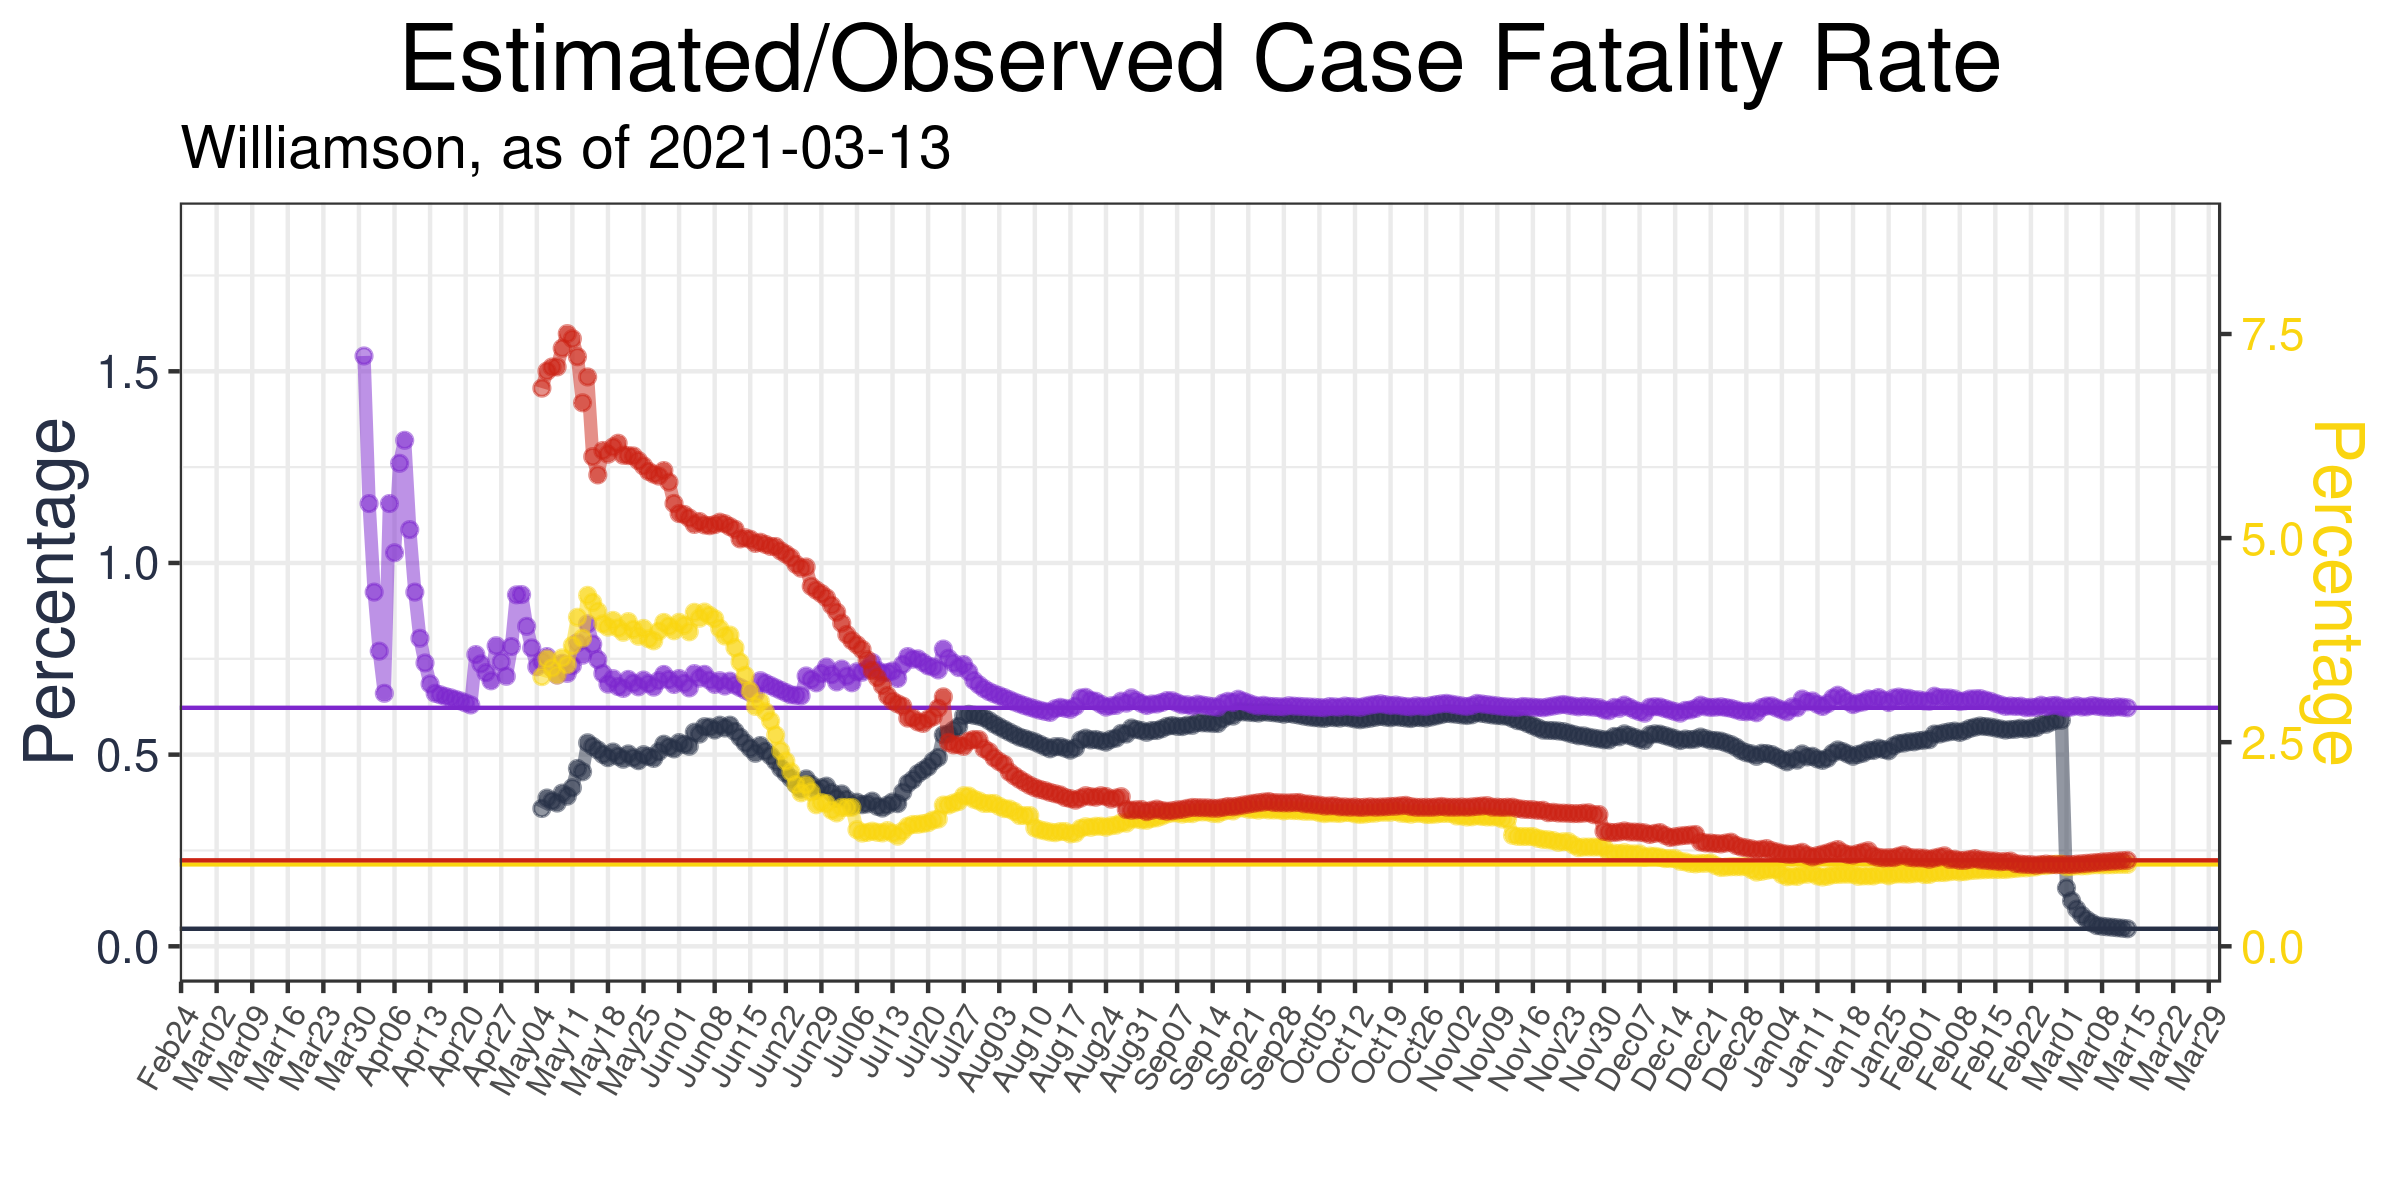 Estimated/Observed Case Fatality Rate
Williamson, as of 2021-03-13
Percentage
1.5
1.0
0.5
0.0
7.5
5.0
2.5
0.0
Percentage
Feb24
Mar02
Mar09
Mar16
Mar23
Mar30
Apr06
Apr13
Apr20
Apr27
May04
May11
May18
May25
Jun01
Jun08
Jun15
Jun22
Jun29
Jul06
Jul13
Jul20
Jul27
Aug03
Aug10
Aug17
Aug24
Aug31
Sep07
Sep14
Sep21
Sep28
Oct05
Oct12
Oct19
Oct26
Nov02
Nov09
Nov16
Nov23
Nov30
Dec07
Dec14
Dec21
Dec28
Jan04
Jan11
Jan18
Jan25
Feb01
Feb08
Feb15
Feb22
Mar01
Mar08
Mar15
Mar22
Mar29